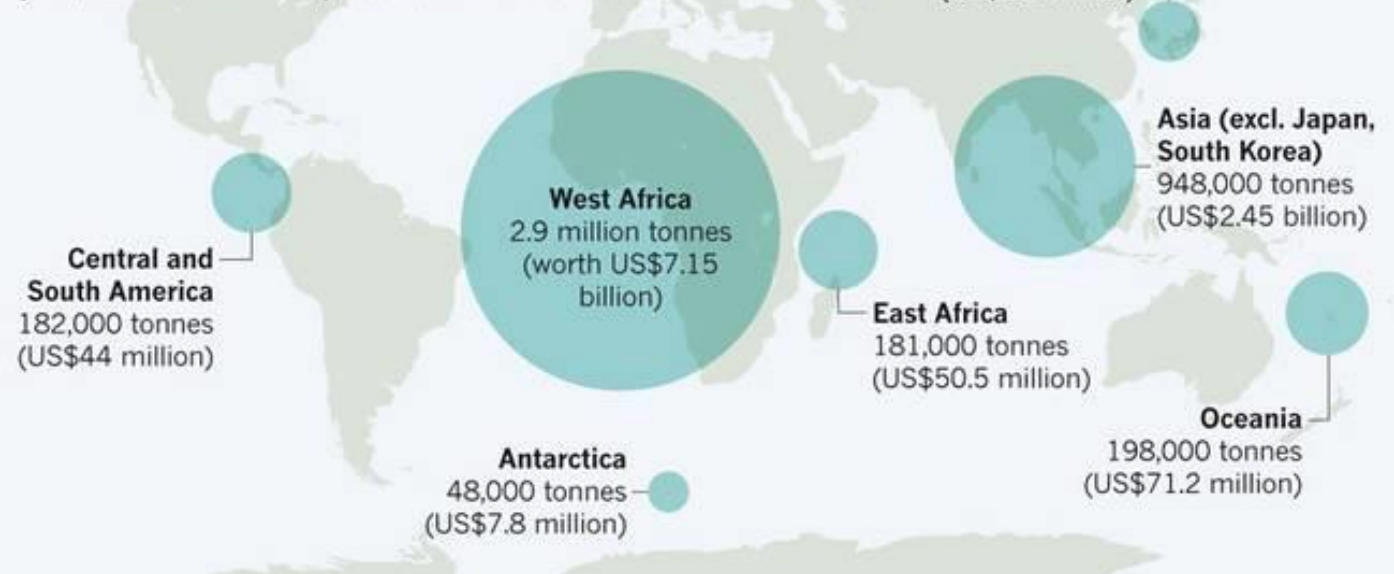 Asia (excl. Japan,
South Korea)
948,000 tonnes
(US$2.45 billion)
West Africa
2.9 million tonnes
(worth US$7.15
billion)
Central and
South America
182,000 tonnes
(US$44 million)
East Africa
181,000 tonnes
(US$50.5 million)
Oceania
198,000 tonnes
(US$71.2 million)
Antarctica
48,000 tonnes
(US$7.8 million)